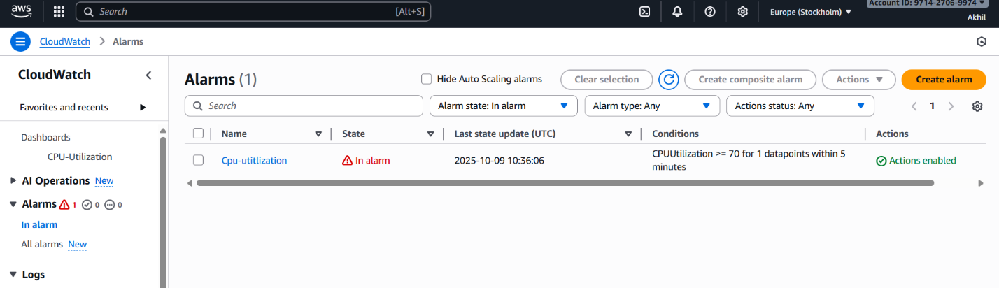 aws
Search
[Alt+S]
Europe (Stockholm)
Account ID: 9714-2706-9974
Akhil
CloudWatch
Alarms
CloudWatch
Favorites and recents
Dashboards
CPU-Utilization
AI Operations New
Alarms 1 0 0
In alarm
All alarms New
Logs
Alarms (1)
Hide Auto Scaling alarms
Clear selection
Create composite alarm
Actions
Create alarm
Search
Alarm state: In alarm
Alarm type: Any
Actions status: Any
1
Name
State
Last state update (UTC)
Conditions
Actions
Cpu-utitlization
In alarm
2025-10-09 10:36:06
CPUUtilization >= 70 for 1 datapoints within 5
minutes
Actions enabled